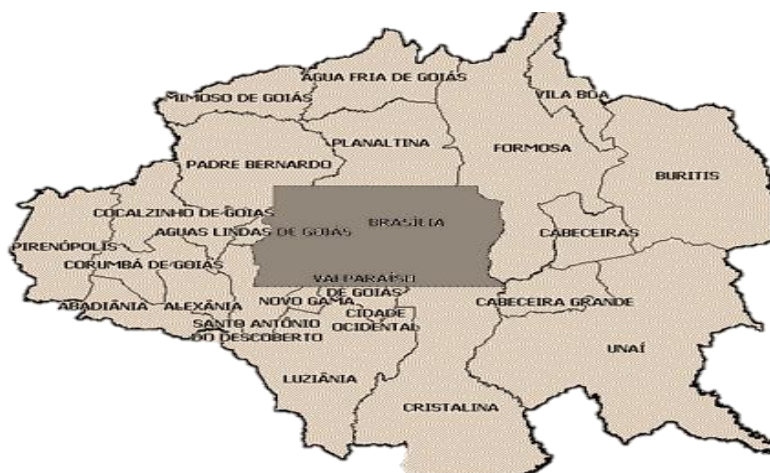 ÁGUA FRIA DE GOIÁS
MIMOSO DE GOIÁS
VILA BOA
PLANALTINA
FORMOSA
PADRE BERNARDO
BURITIS
COCALZINHO DE GOIÁS
BRASÍLIA
AGUAS LINDAS DE GOIÁS
CABECEIRAS
PIRENÓPOLIS
CORUMBÁ DE GOIÁS
VALPARAÍSO
DE GOIÁS
ABADIÂNIA
ALEXÂNIA
NOVO GAMA
CABECEIRA GRANDE
CIDADE
OCIDENTAL
SANTO ANTÔNIO
DO DESCOBERTO
UNAÍ
LUZIÂNIA
CRISTALINA